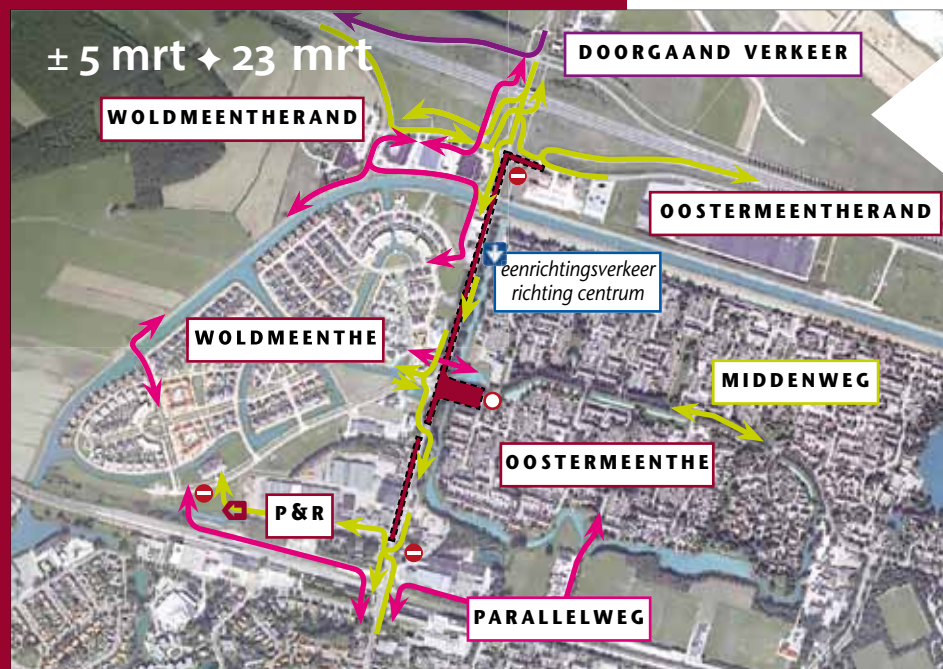 ± 5 mrt ✦ 23 mrt
DOORGAAND VERKEER
WOLDMEENTHERAND
OOSTERMEENTHERAND
eenrichtingsverkeer
richting centrum
WOLDMEENTHE
MIDDENWEG
OOSTERMEENTHE
P&R
PARALLELWEG